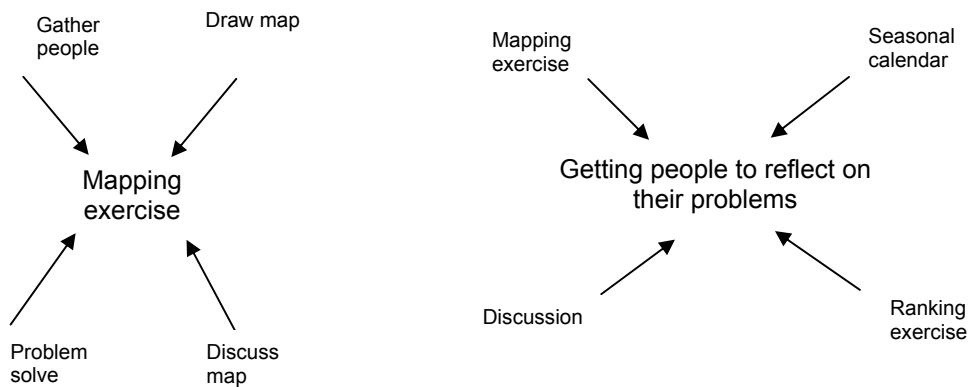 Gather
people
Draw map
Mapping
exercise
Problem
solve
Discuss
map
Mapping
exercise
Seasonal
calendar
Getting people to reflect on
their problems
Discussion
Ranking
exercise